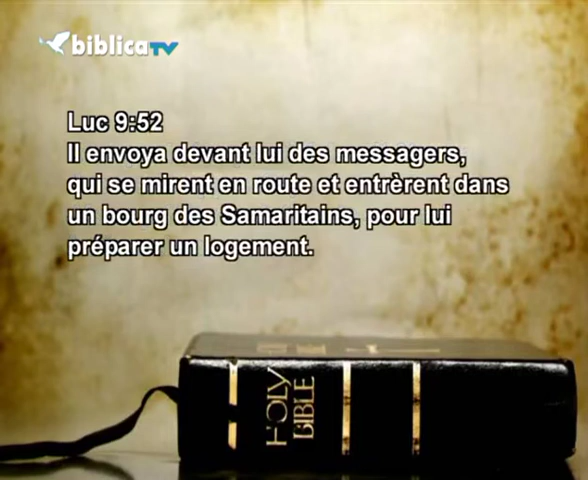 biblicaTV
Luc 9:52
Il envoya devant lui des messagers,
qui se mirent en route et entrèrent dans
un bourg des Samaritains, pour lui
préparer un logement.
HOLY
BIBLE